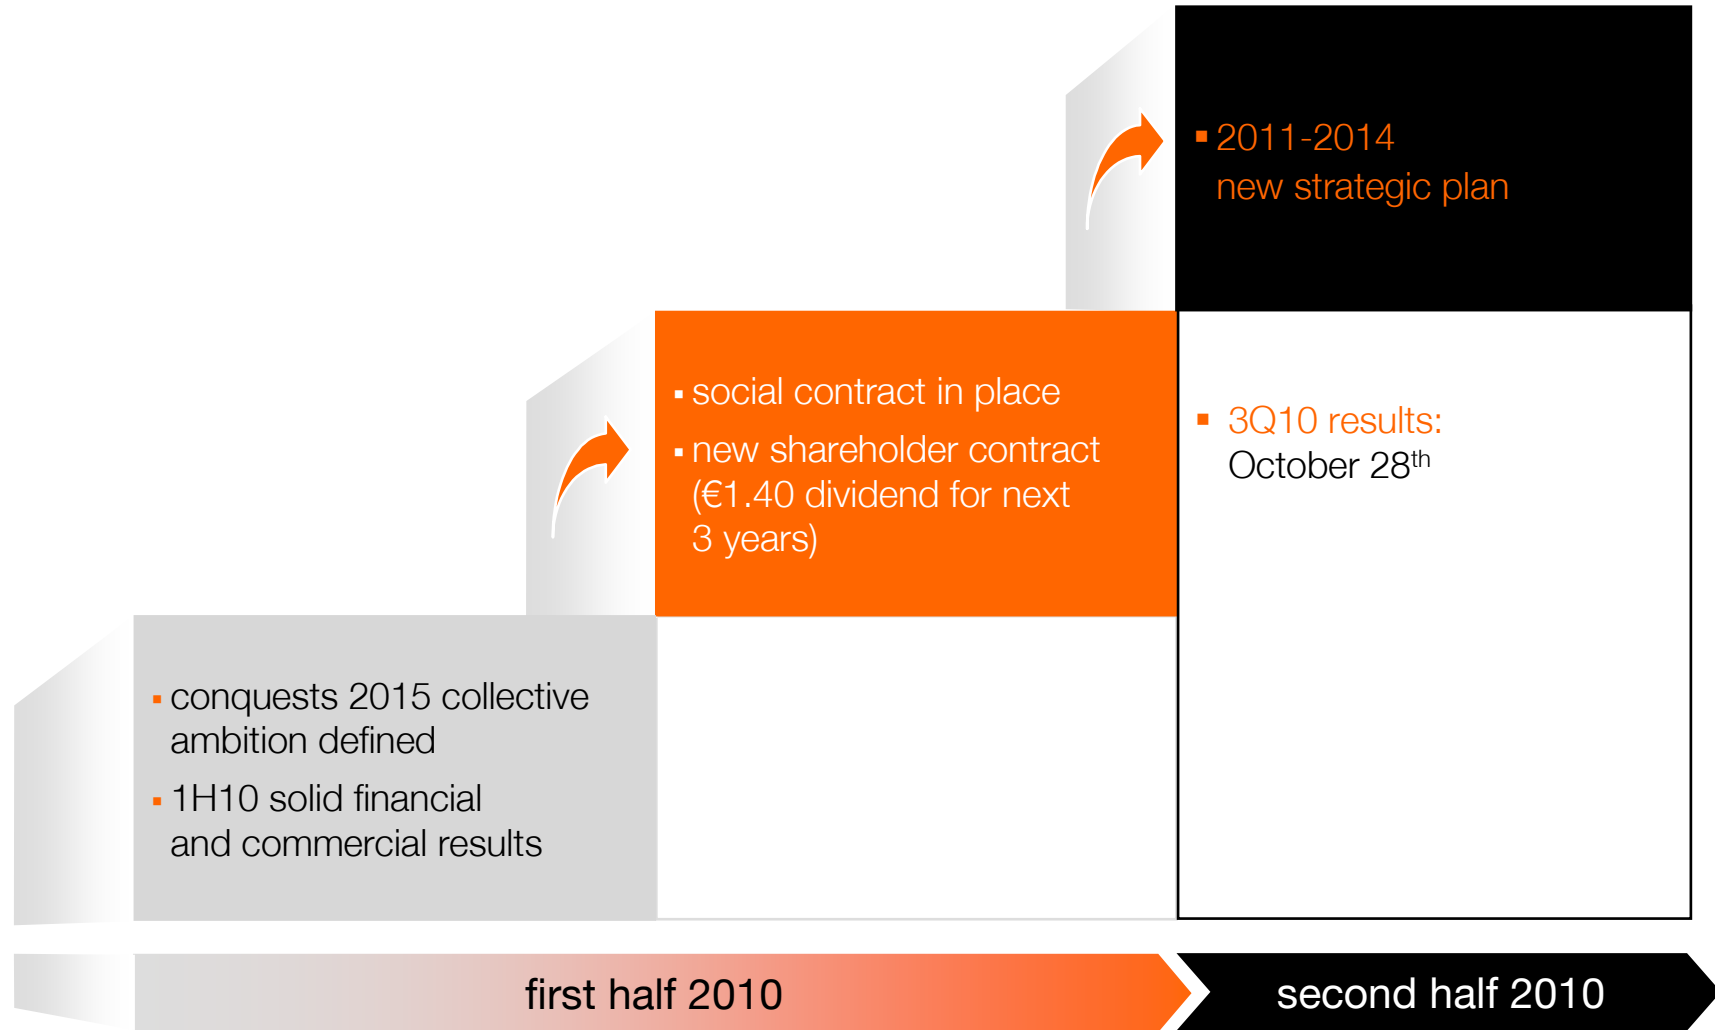 ▪ 2011-2014
new strategic plan
▪ social contract in place
▪ new shareholder contract
(€1.40 dividend for next
3 years)
▪ 3Q10 results:
October 28th
▪ conquests 2015 collective
ambition defined
▪ 1H10 solid financial
and commercial results
first half 2010
second half 2010